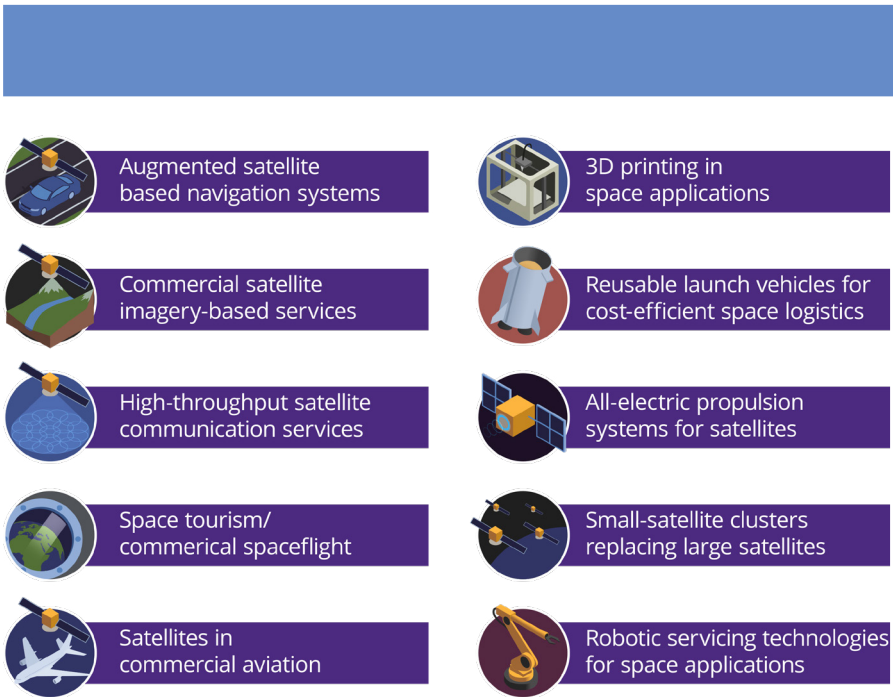 Augmented satellite
based navigation systems
Commercial satellite
imagery-based services
High-throughput satellite
communication services
Space tourism/
commerical spaceflight
Satellites in
commercial aviation
3D printing in
space applications
Reusable launch vehicles for
cost-efficient space logistics
All-electric propulsion
systems for satellites
Small-satellite clusters
replacing large satellites
Robotic servicing technologies
for space applications